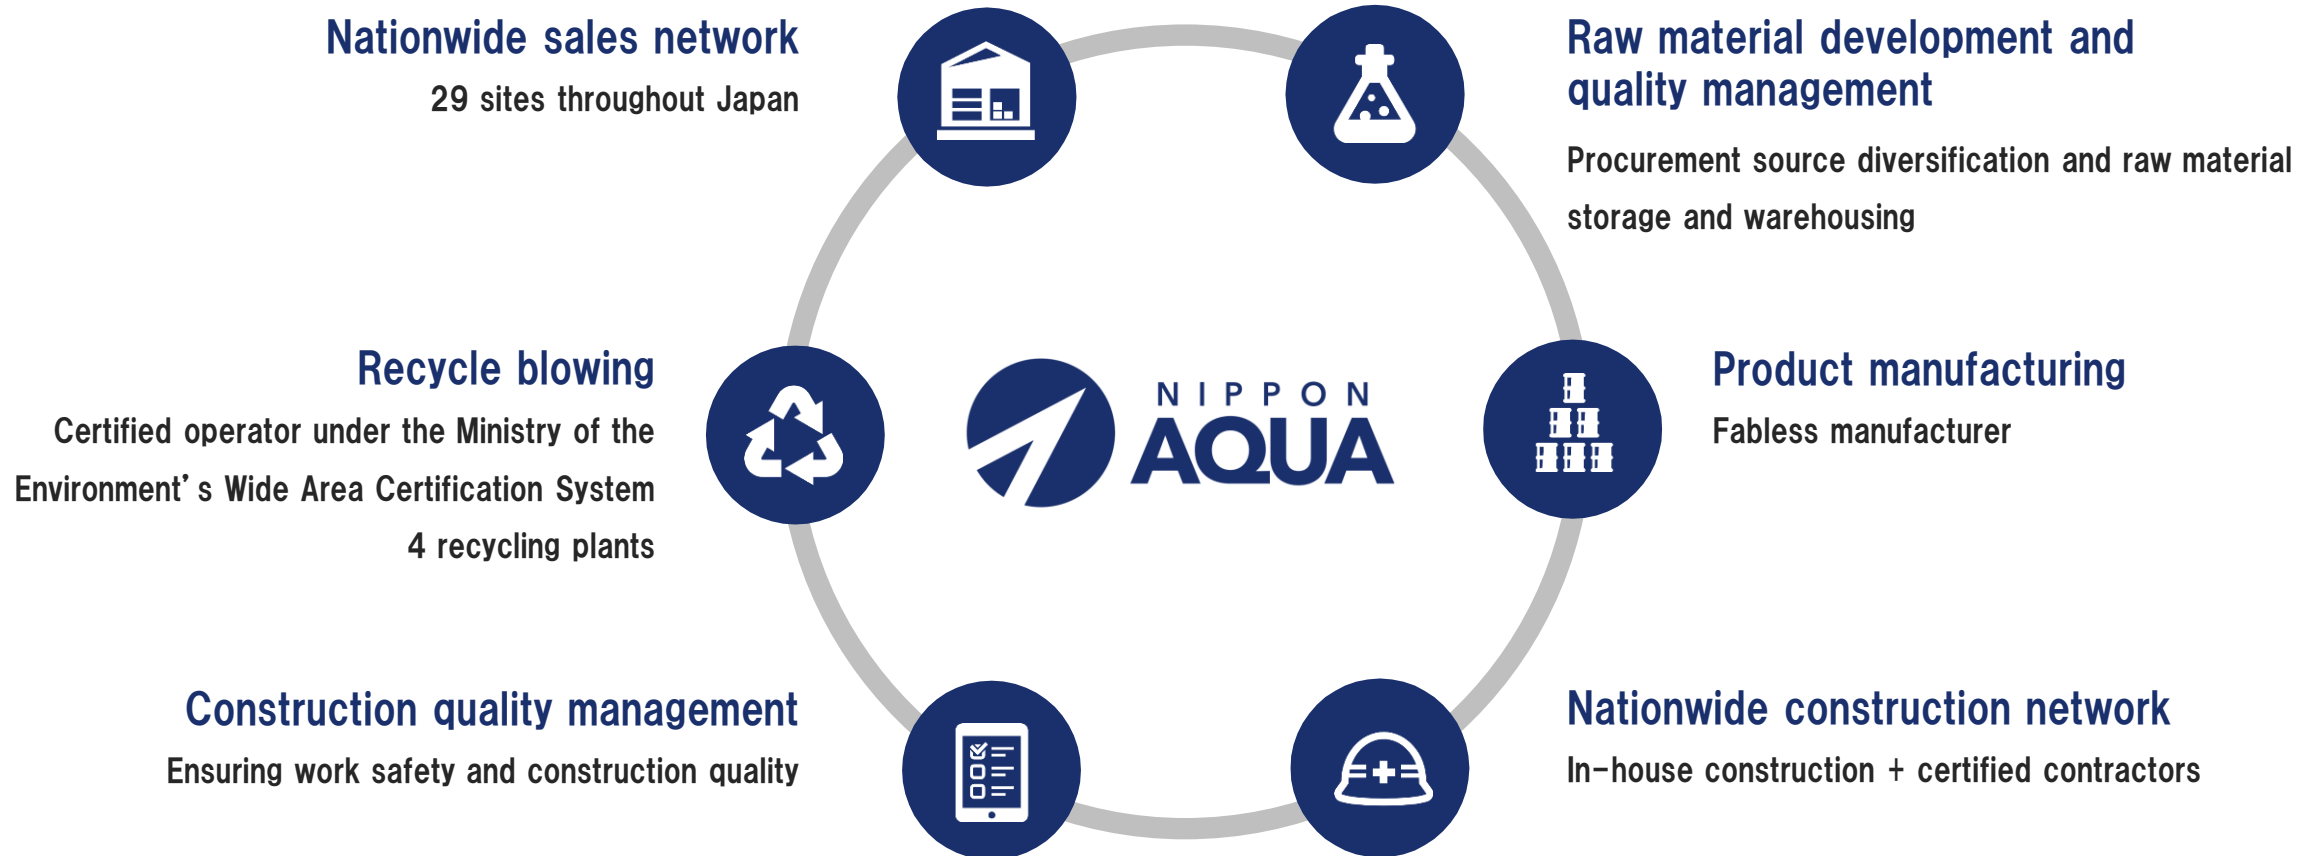 Nationwide sales network
29 sites throughout Japan
Raw material development and
quality management
Procurement source diversification and raw material
storage and warehousing
Recycle blowing
Certified operator under the Ministry of the
Environment’s Wide Area Certification System
4 recycling plants
NIPPON
AQUA
Product manufacturing
Fabless manufacturer
Construction quality management
Ensuring work safety and construction quality
Nationwide construction network
In-house construction + certified contractors